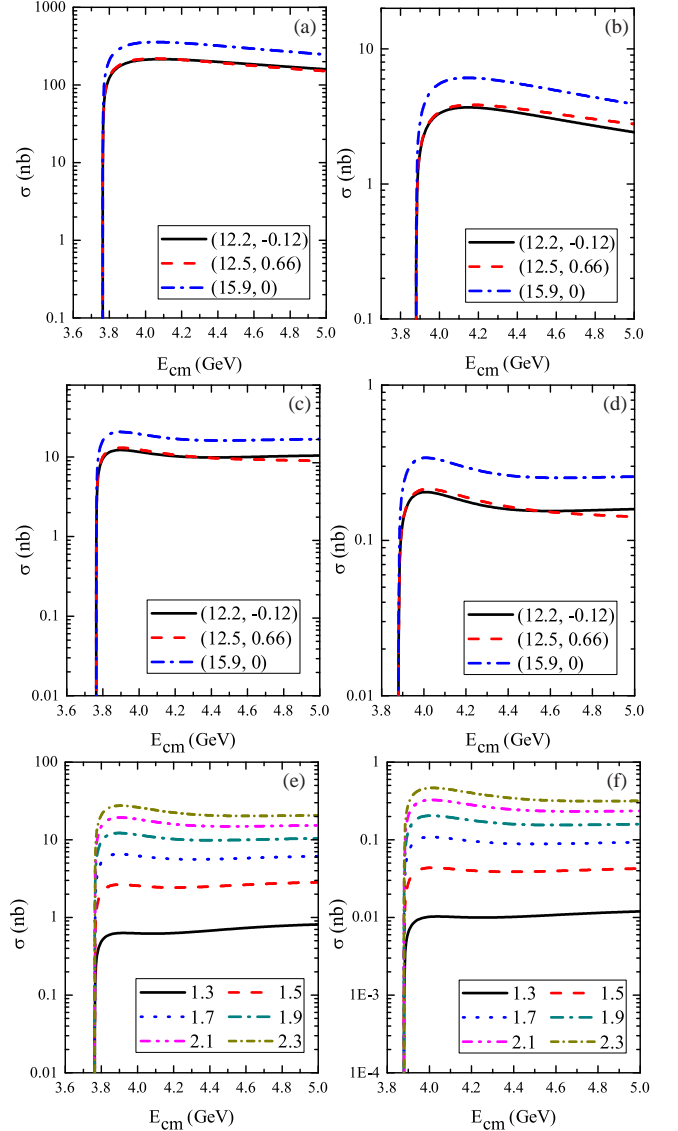 (a)
1000
100
10
1
0.1
σ (nb)
(12.2, -0.12)
(12.5, 0.66)
(15.9, 0)
3.6 3.8 4.0 4.2 4.4 4.6 4.8 5.0
E_cm (GeV)
(b)
10
1
0.1
σ (nb)
(12.2, -0.12)
(12.5, 0.66)
(15.9, 0)
3.8 4.0 4.2 4.4 4.6 4.8 5.0
E_cm (GeV)
(c)
10
1
0.1
0.01
σ (nb)
(12.2, -0.12)
(12.5, 0.66)
(15.9, 0)
3.6 3.8 4.0 4.2 4.4 4.6 4.8 5.0
E_cm (GeV)
(d)
1
0.1
0.01
σ (nb)
(12.2, -0.12)
(12.5, 0.66)
(15.9, 0)
3.8 4.0 4.2 4.4 4.6 4.8 5.0
E_cm (GeV)
(e)
100
10
1
0.1
0.01
σ (nb)
1.3 1.5
1.7 1.9
2.1 2.3
3.6 3.8 4.0 4.2 4.4 4.6 4.8 5.0
E_cm (GeV)
(f)
1
0.1
0.01
1E-3
1E-4
σ (nb)
1.3 1.5
1.7 1.9
2.1 2.3
3.8 4.0 4.2 4.4 4.6 4.8 5.0
E_cm (GeV)